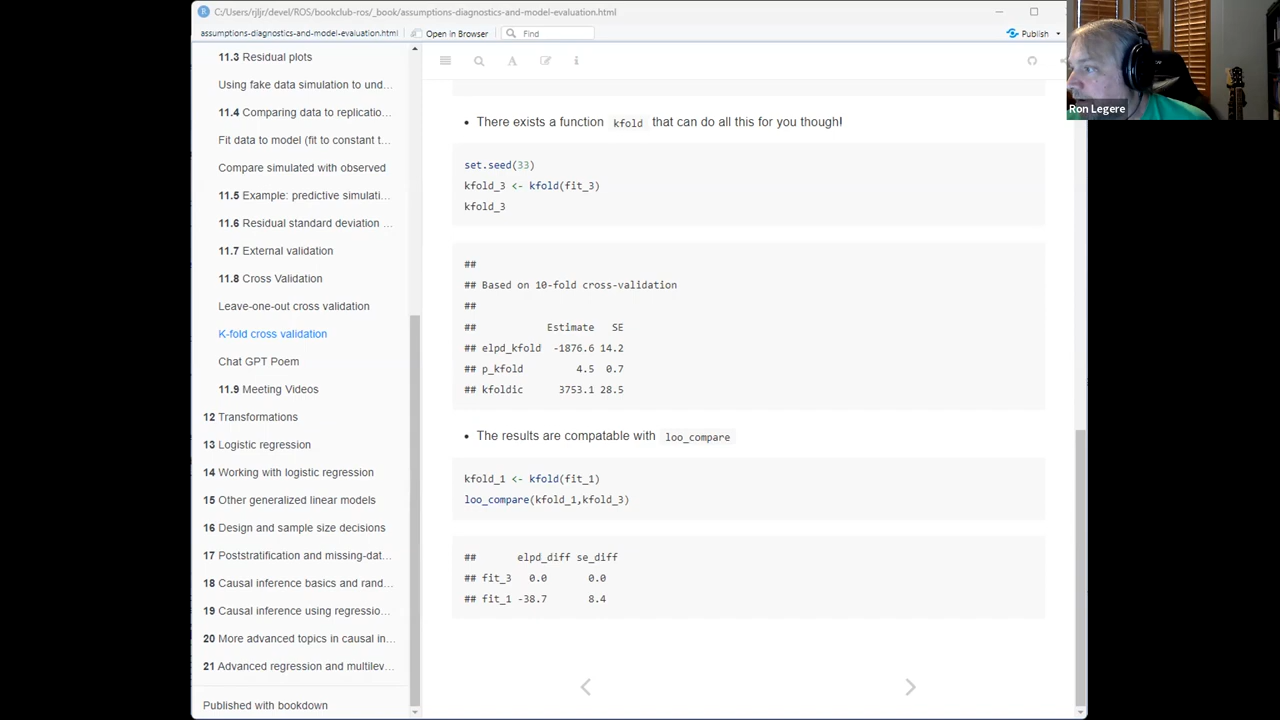 C:/Users/rjljr/devel/ROS/bookclub-ros/_book/assumptions-diagnostics-and-model-evaluation.html
assumptions-diagnostics-and-model-evaluation.html
Open in Browser
Find
Publish
11.3 Residual plots
Using fake data simulation to und...
11.4 Comparing data to replicatio...
Fit data to model (fit to constant t...
Compare simulated with observed
11.5 Example: predictive simulati...
11.6 Residual standard deviation ...
11.7 External validation
11.8 Cross Validation
Leave-one-out cross validation
K-fold cross validation
Chat GPT Poem
11.9 Meeting Videos
12 Transformations
13 Logistic regression
14 Working with logistic regression
15 Other generalized linear models
16 Design and sample size decisions
17 Poststratification and missing-dat...
18 Causal inference basics and rand...
19 Causal inference using regressio...
20 More advanced topics in causal in...
21 Advanced regression and multilev...
Published with bookdown
• There exists a function kfold that can do all this for you though!
set.seed(33)
kfold_3 <- kfold(fit_3)
kfold_3
##
## Based on 10-fold cross-validation
##
## Estimate SE
## elpd_kfold -1876.6 14.2
## p_kfold 4.5 0.7
## kfoldic 3753.1 28.5
• The results are compatable with loo_compare
kfold_1 <- kfold(fit_1)
loo_compare(kfold_1,kfold_3)
## elpd_diff se_diff
## fit_3 0.0 0.0
## fit_1 -38.7 8.4
Ron Legere